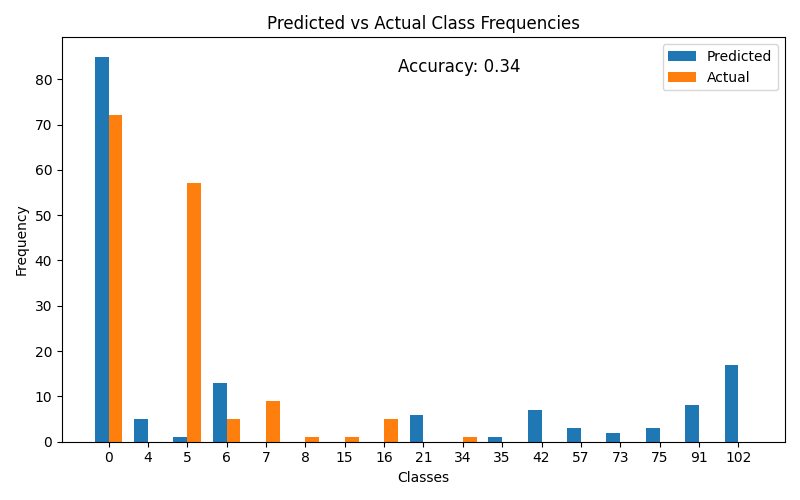 Predicted vs Actual Class Frequencies
Accuracy: 0.34
Predicted
Actual
Frequency
80
70
60
50
40
30
20
10
0
0 4 5 6 7 8 15 16 21 34 35 42 57 73 75 91 102
Classes